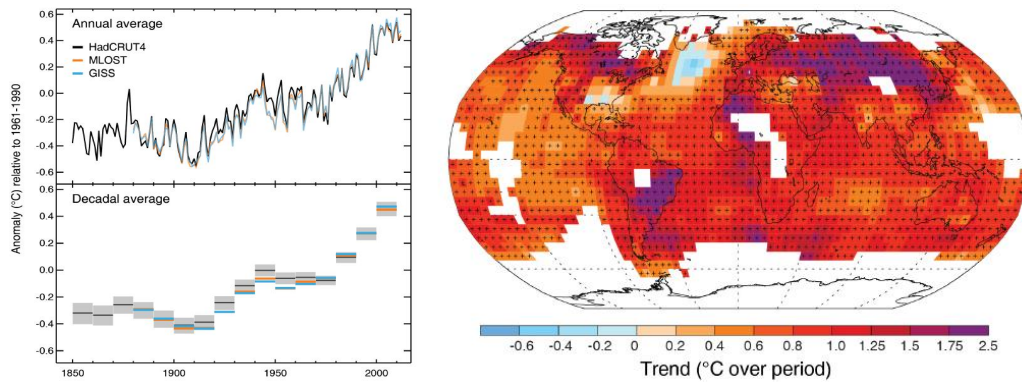 Annual average
HadCRUT4
MLOST
GISS
0.6
0.4
0.2
0.0
-0.2
-0.4
-0.6
Anomaly (°C) relative to 1961-1990
Decadal average
0.6
0.4
0.2
0.0
-0.2
-0.4
-0.6
1850 1900 1950 2000
-0.6 -0.4 -0.2 0 0.2 0.4 0.6 0.8 1.0 1.25 1.5 1.75 2.5
Trend (°C over period)